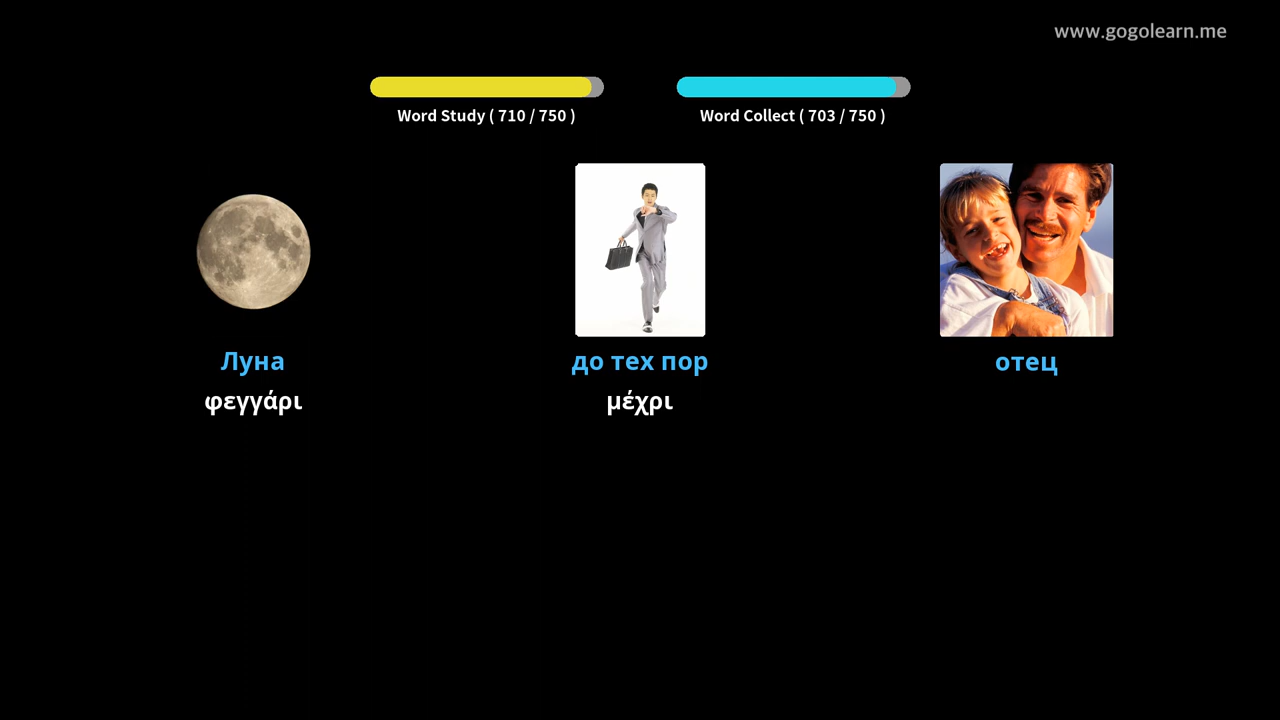 www.gogolearn.me
Word Study ( 710 / 750 )
Word Collect ( 703 / 750 )
Луна
до тех пор
отец
φεγγάρι
μέχρι